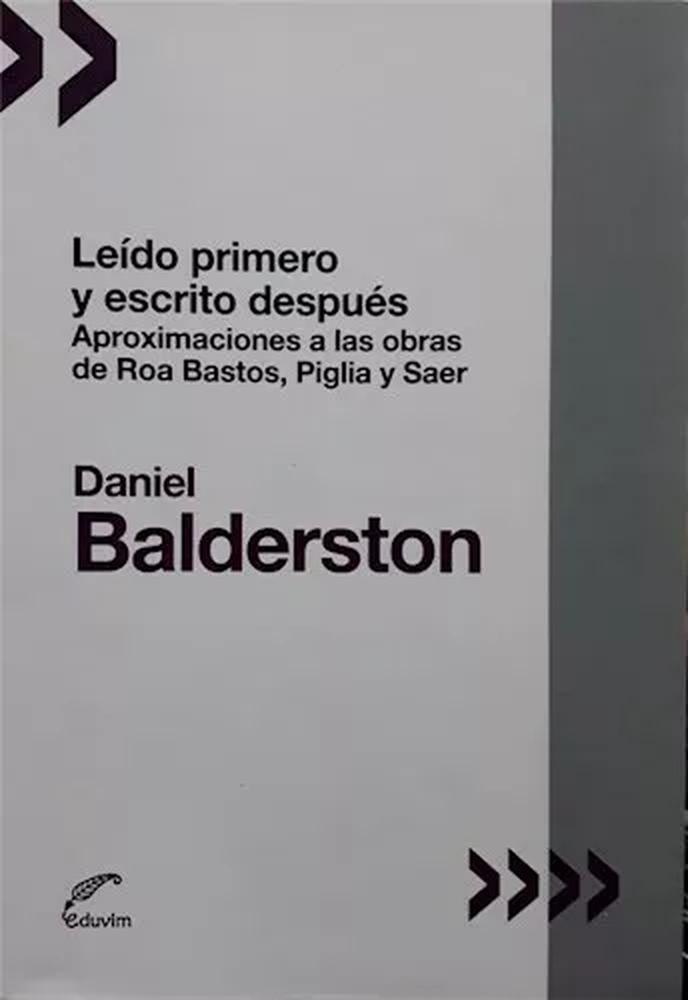 Leído primero
y escrito después
Aproximaciones a las obras
de Roa Bastos, Piglia y Saer
Daniel
Balderston
eduvim